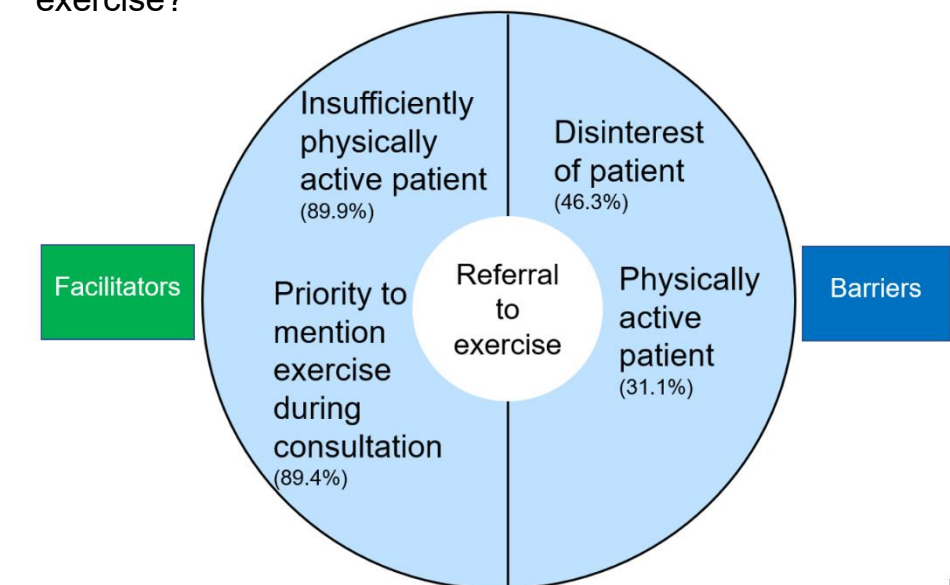 exercise?
Insufficiently
physically
active patient
(89.9%)
Priority to
mention
exercise
during
consultation
(89.4%)
Facilitators
Referral
to
exercise
Disinterest
of patient
(46.3%)
Physically
active
patient
(31.1%)
Barriers